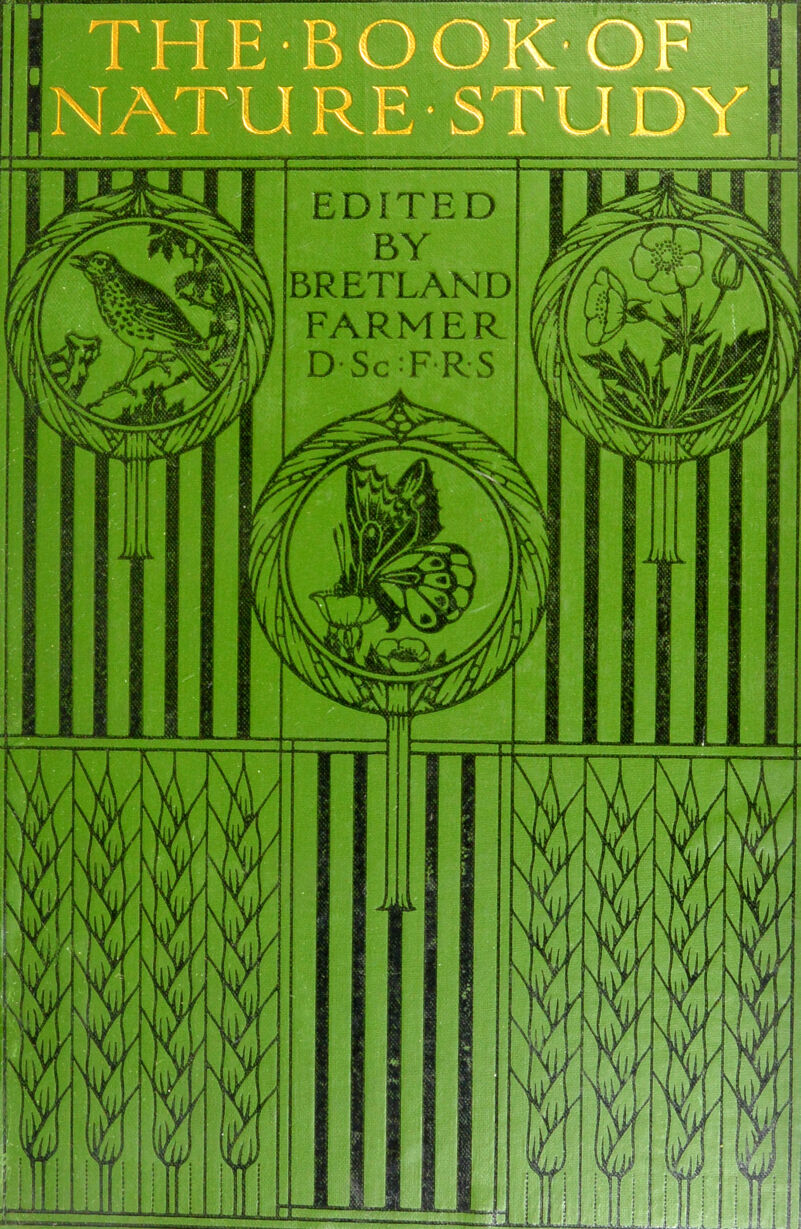 THE·BOOK·OF
NATURE·STUDY
EDITED
BY
BRETLAND
FARMER
D·Sc:F·R·S